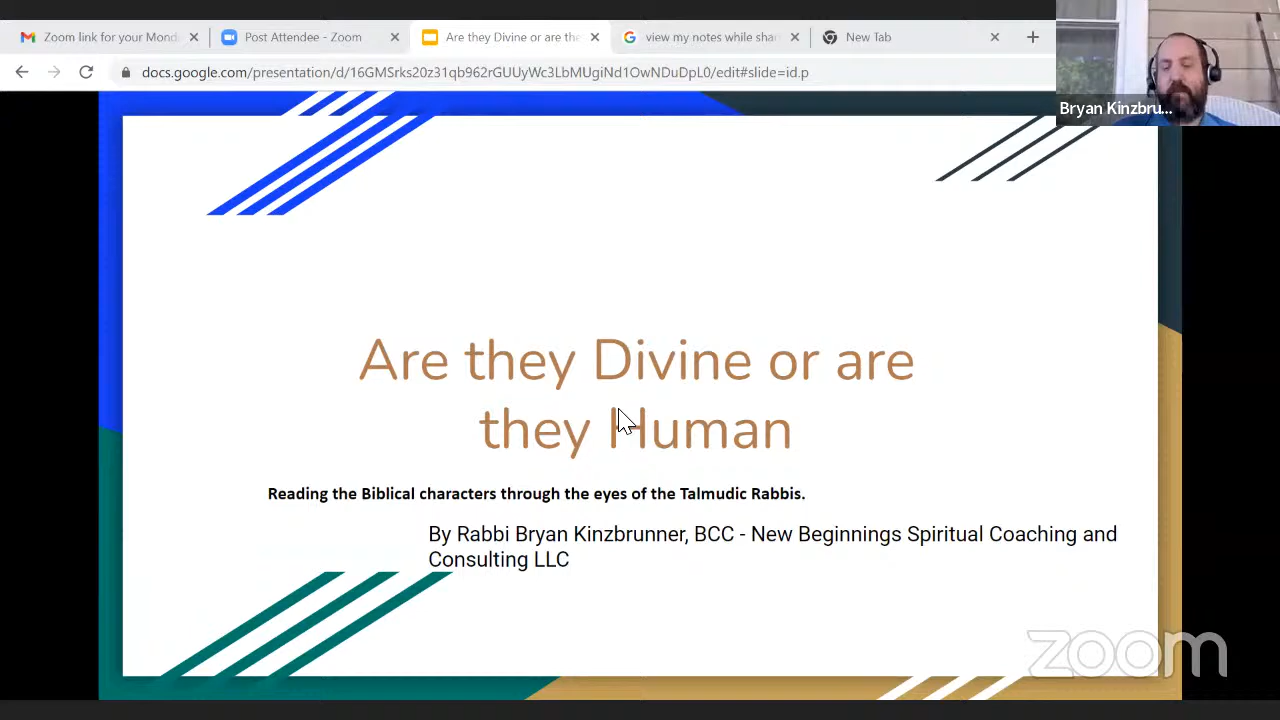 Zoom link for your Mond
Post Attendee - Zoom
Are they Divine or are the
view my notes while shar
New Tab
docs.google.com/presentation/d/16GMSrks20z31qb962rGUUyWc3LbMUgiNd1OwNDuDpL0/edit#slide=id.p
Bryan Kinzbru...
Are they Divine or are
they Human
Reading the Biblical characters through the eyes of the Talmudic Rabbis.
By Rabbi Bryan Kinzbrunner, BCC - New Beginnings Spiritual Coaching and
Consulting LLC
zoom